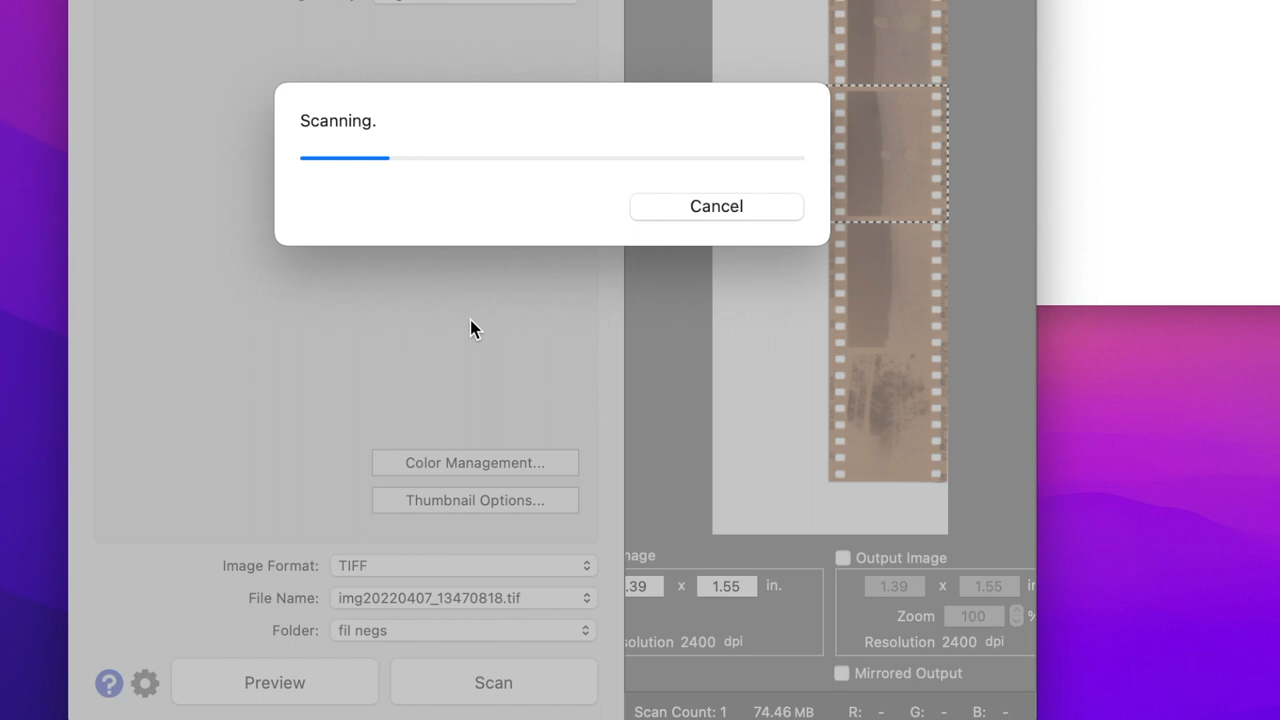 Scanning.
Cancel
Color Management...
Thumbnail Options...
Image Format: TIFF
File Name: img20220407_13470818.tif
Folder: fil negs
? Preview Scan
mage
.39 x 1.55 in.
solution 2400 dpi
Output Image
1.39 x 1.55 in
Zoom 100 %
Resolution 2400 dpi
Mirrored Output
Scan Count: 1 74.46 MB R: - G: - B: -